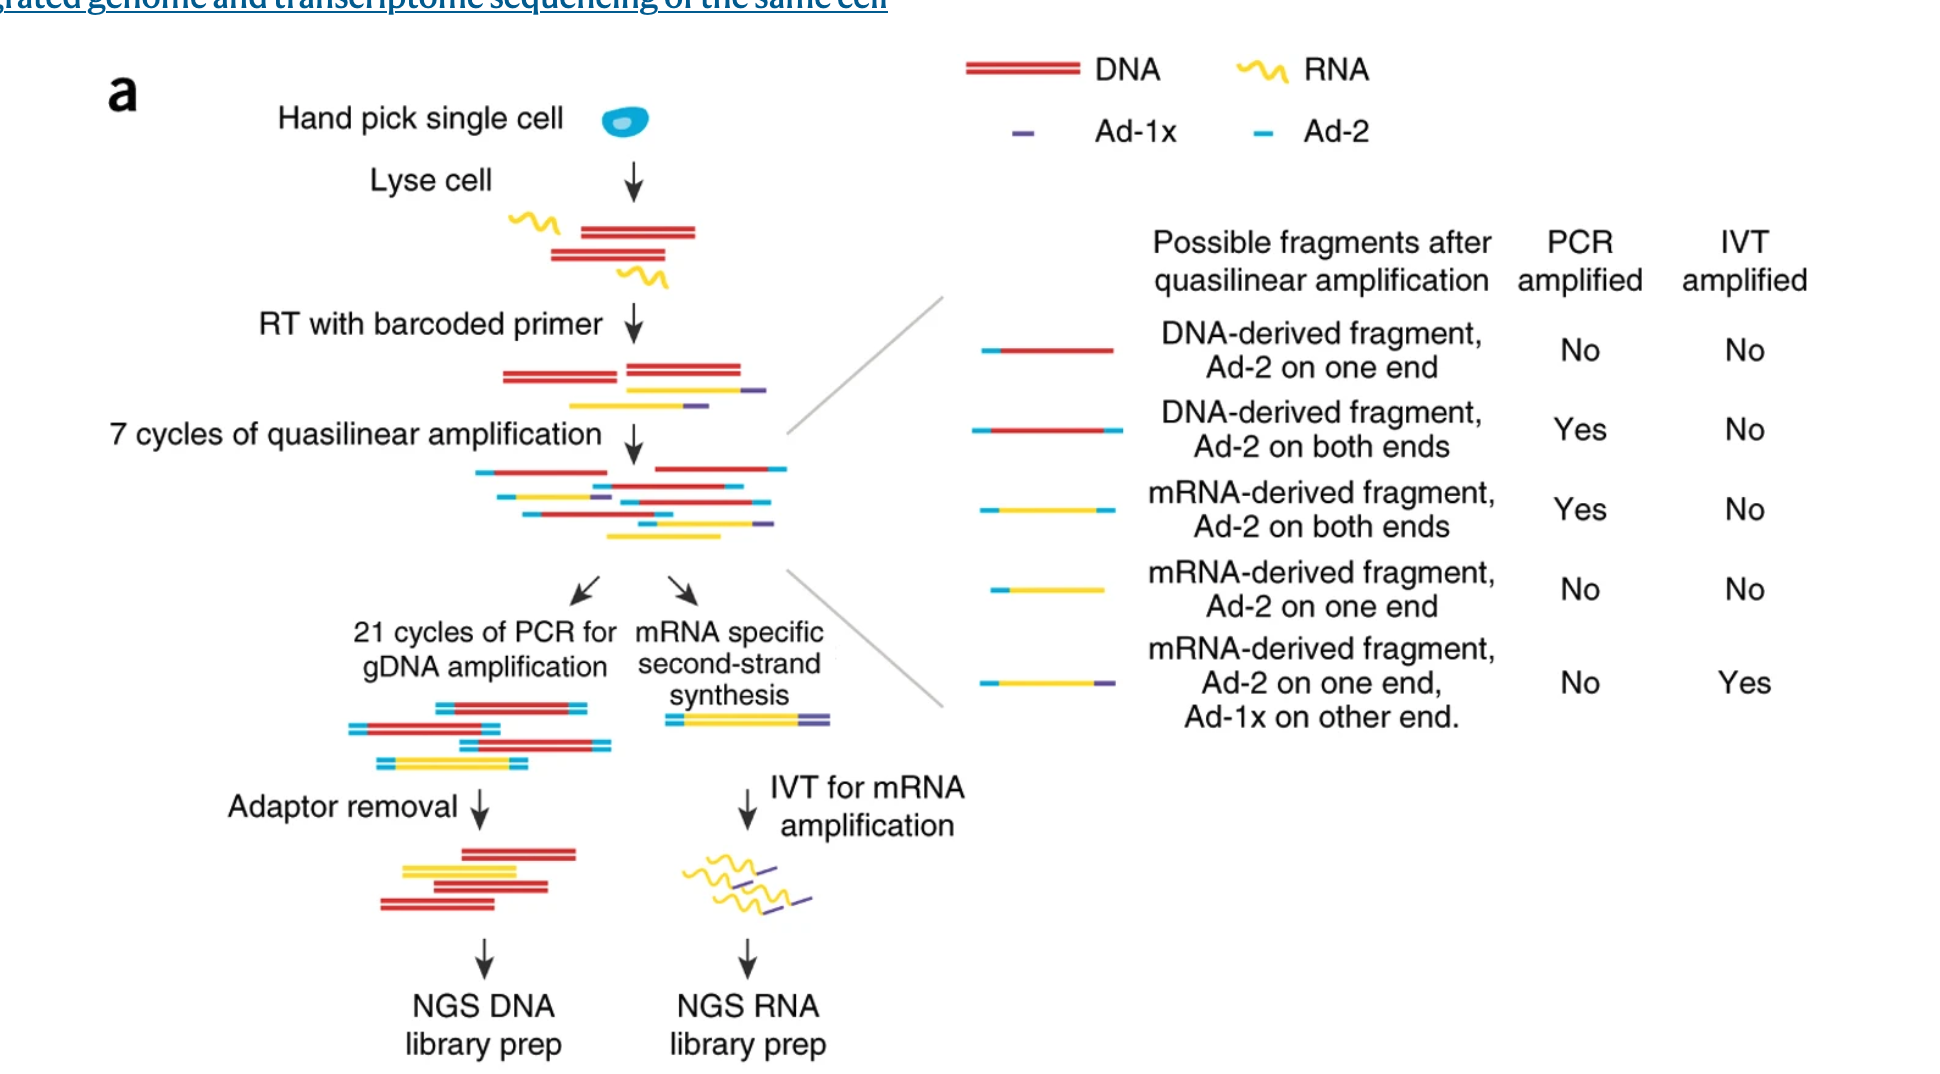 grated genome and transcriptome sequencing of the same cell
a
Hand pick single cell
Lyse cell
RT with barcoded primer
7 cycles of quasilinear amplification
21 cycles of PCR for
gDNA amplification
mRNA specific
second-strand
synthesis
Adaptor removal
IVT for mRNA
amplification
NGS DNA
library prep
NGS RNA
library prep
DNA
RNA
Ad-1x
Ad-2
Possible fragments after
quasilinear amplification
PCR
amplified
IVT
amplified
DNA-derived fragment,
Ad-2 on one end
No
No
DNA-derived fragment,
Ad-2 on both ends
Yes
No
mRNA-derived fragment,
Ad-2 on both ends
Yes
No
mRNA-derived fragment,
Ad-2 on one end
No
No
mRNA-derived fragment,
Ad-2 on one end,
Ad-1x on other end.
No
Yes